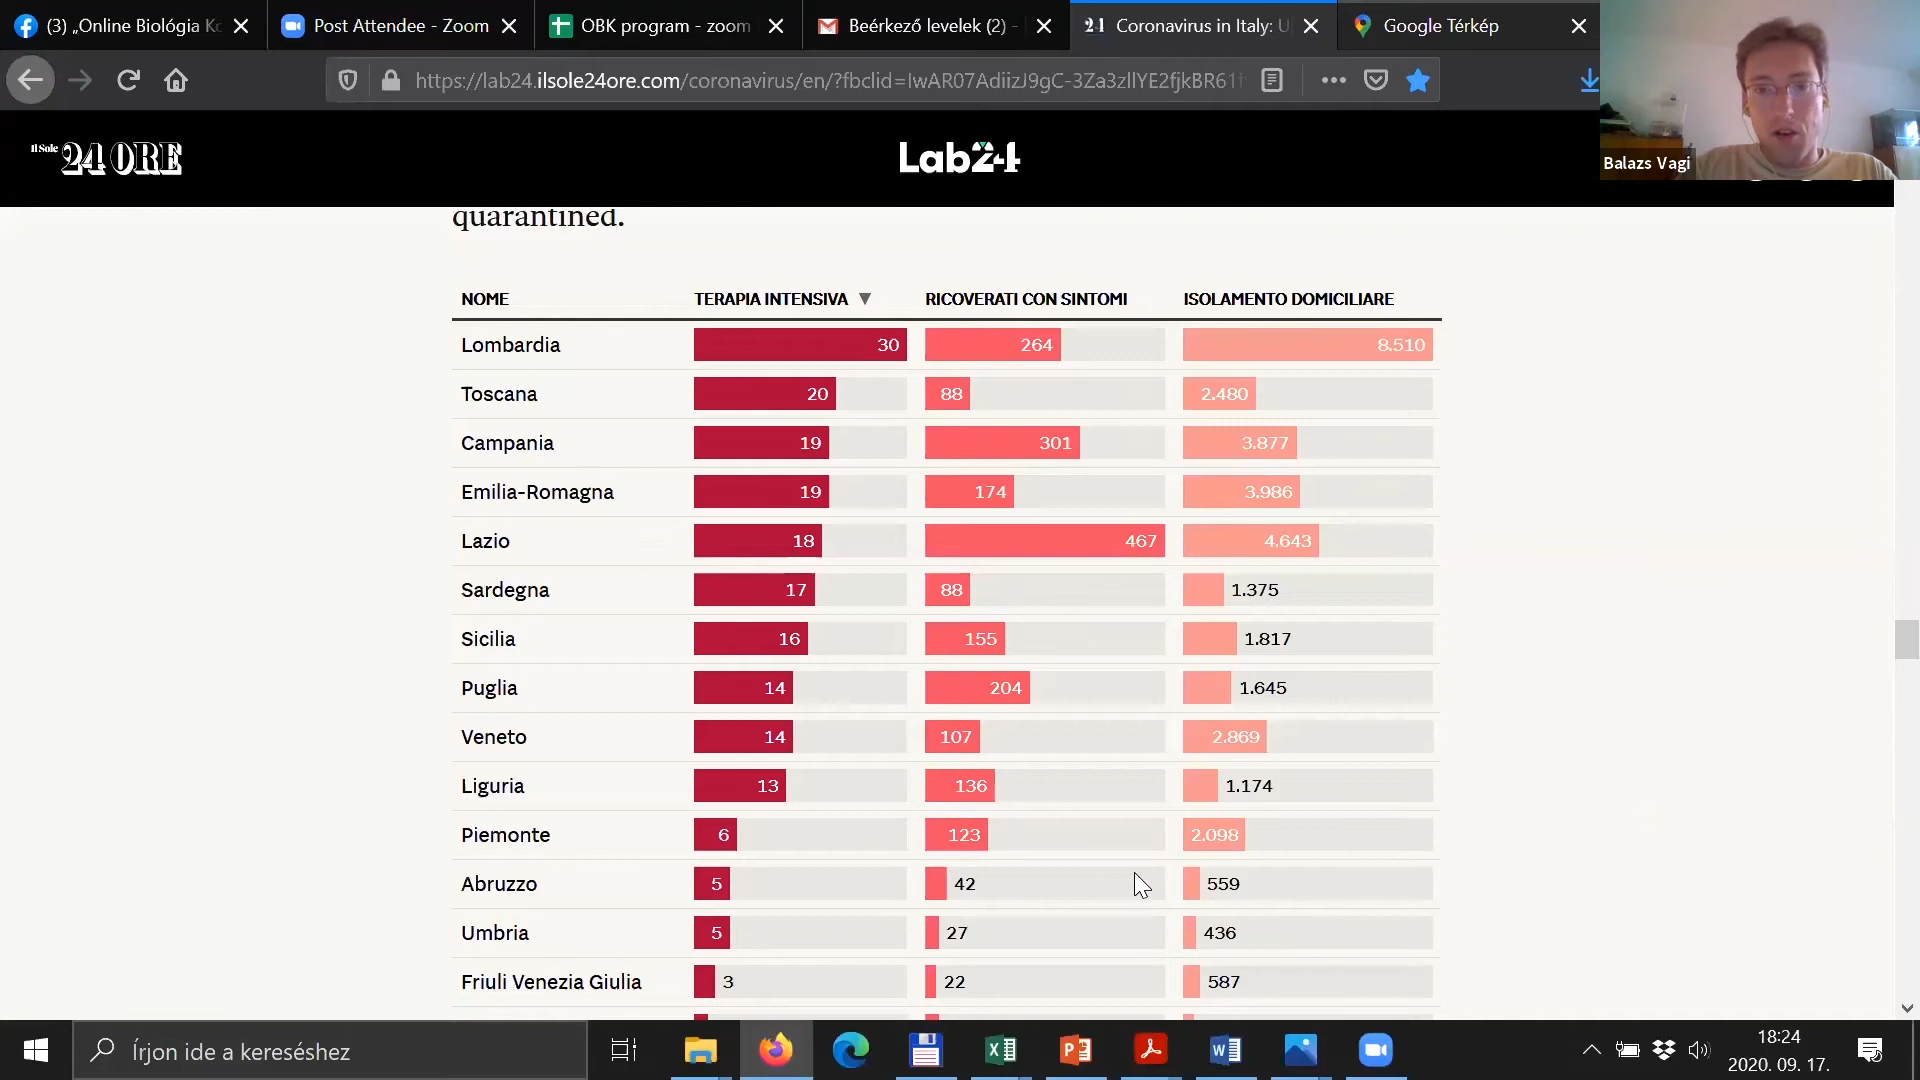 (3) „Online Biológia Ko
Post Attendee - Zoom
OBK program - zoom
Beérkező levelek (2) -
24 Coronavirus in Italy: U
Google Térkép
https://lab24.ilsole24ore.com/coronavirus/en/?fbclid=IwAR07AdiizJ9gC-3Za3zllYE2fjkBR61
Il Sole 24 ORE
Lab24
Balazs Vagi
quarantined.
NOME TERAPIA INTENSIVA ▼ RICOVERATI CON SINTOMI ISOLAMENTO DOMICILIARE
Lombardia 30 264 8.510
Toscana 20 88 2.480
Campania 19 301 3.877
Emilia-Romagna 19 174 3.986
Lazio 18 467 4.643
Sardegna 17 88 1.375
Sicilia 16 155 1.817
Puglia 14 204 1.645
Veneto 14 107 2.869
Liguria 13 136 1.174
Piemonte 6 123 2.098
Abruzzo 5 42 559
Umbria 5 27 436
Friuli Venezia Giulia 3 22 587
Írjon ide a kereséshez
18:24
2020. 09. 17.